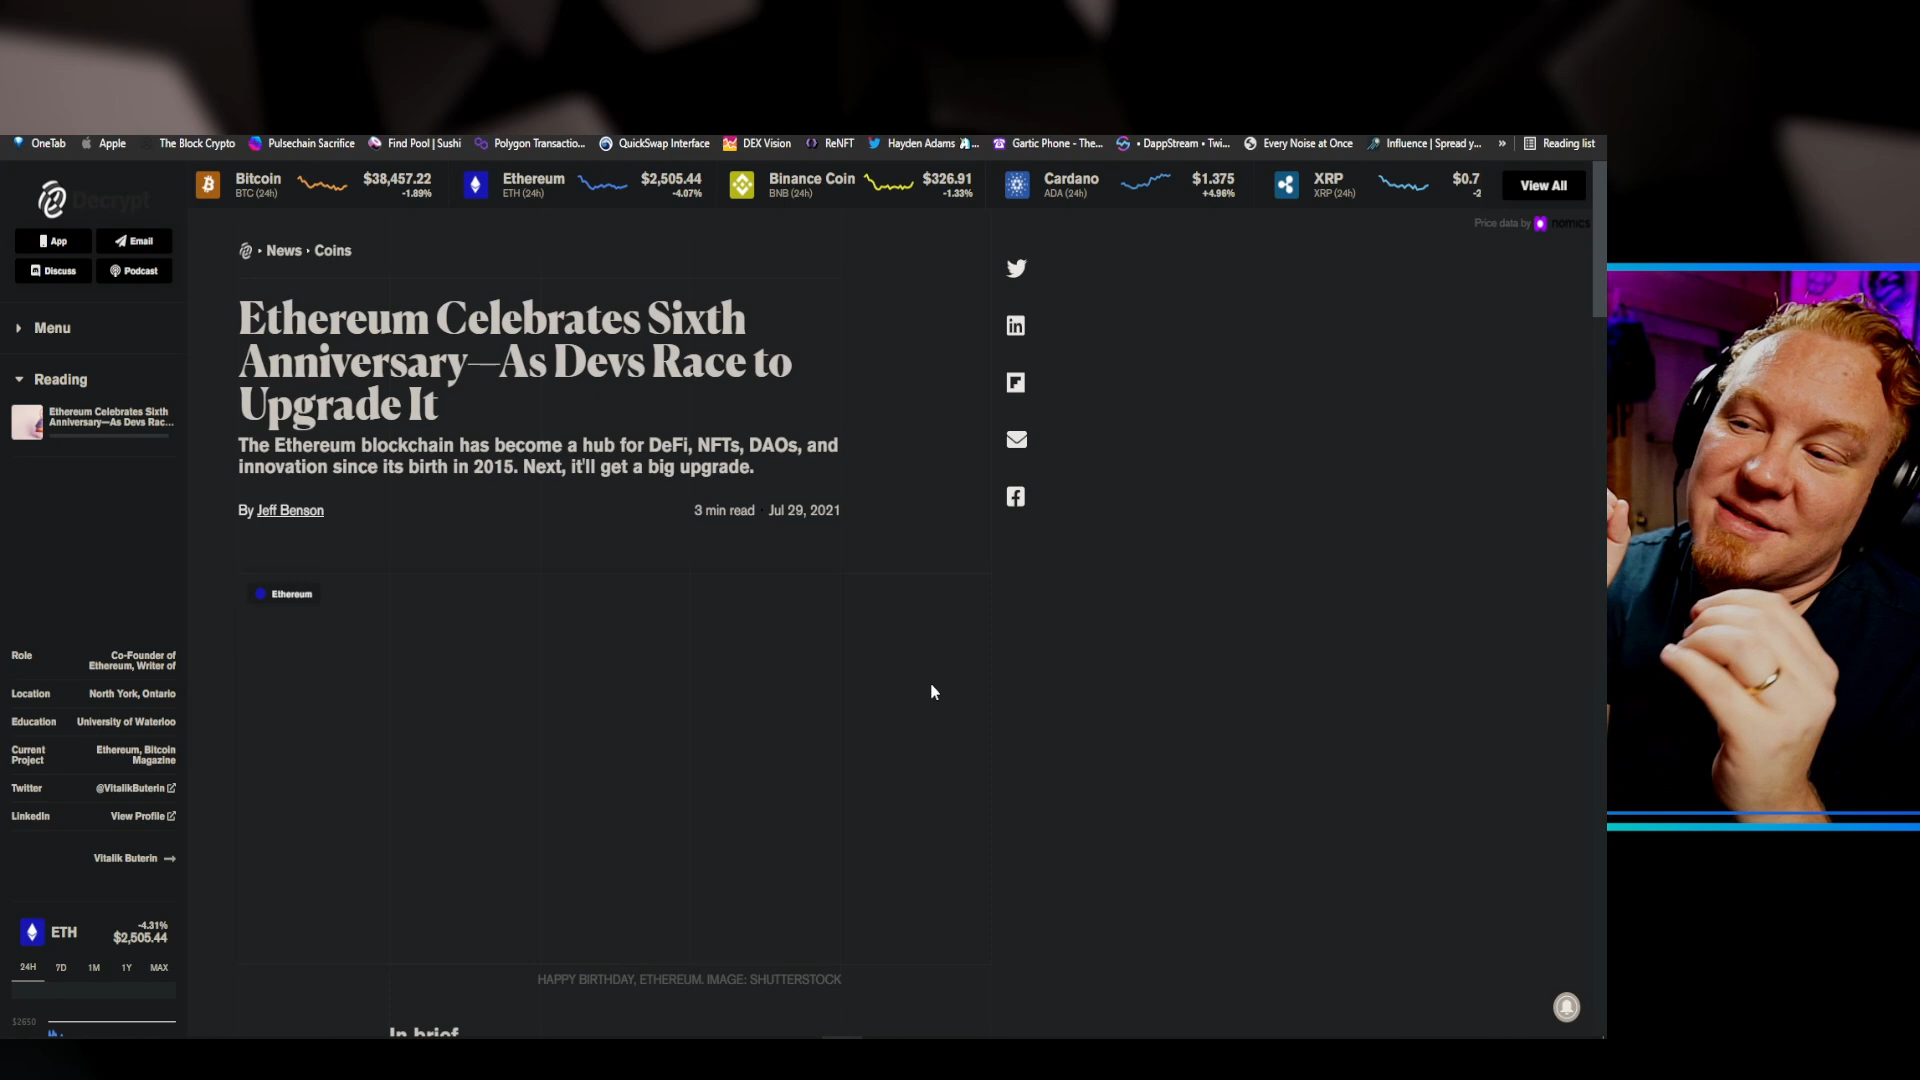 OneTab
Apple
The Block Crypto
Pulsechain Sacrifice
Find Pool | Sushi
Polygon Transactio...
QuickSwap Interface
DEX Vision
ReNFT
Hayden Adams
Gartic Phone - The...
• DappStream • Twi...
Every Noise at Once
Influence | Spread y...
»
Reading list
Decrypt
Bitcoin $38,457.22
BTC (24h) -1.89%
Ethereum $2,505.44
ETH (24h) -4.07%
Binance Coin $326.91
BNB (24h) -1.33%
Cardano $1.375
ADA (24h) +4.96%
XRP $0.7
XRP (24h) -2
View All
Price data by nomics
App
Email
Discuss
Podcast
Menu
Reading
Ethereum Celebrates Sixth
Anniversary—As Devs Rac...
News · Coins
Ethereum Celebrates Sixth
Anniversary—As Devs Race to
Upgrade It
The Ethereum blockchain has become a hub for DeFi, NFTs, DAOs, and
innovation since its birth in 2015. Next, it'll get a big upgrade.
By Jeff Benson
3 min read · Jul 29, 2021
Ethereum
Role Co-Founder of
Ethereum, Writer of
Location North York, Ontario
Education University of Waterloo
Current Ethereum, Bitcoin
Project Magazine
Twitter @VitalikButerin
LinkedIn View Profile
Vitalik Buterin
ETH
-4.31%
$2,505.44
24H 7D 1M 1Y MAX
$2650
HAPPY BIRTHDAY, ETHEREUM. IMAGE: SHUTTERSTOCK
In brief